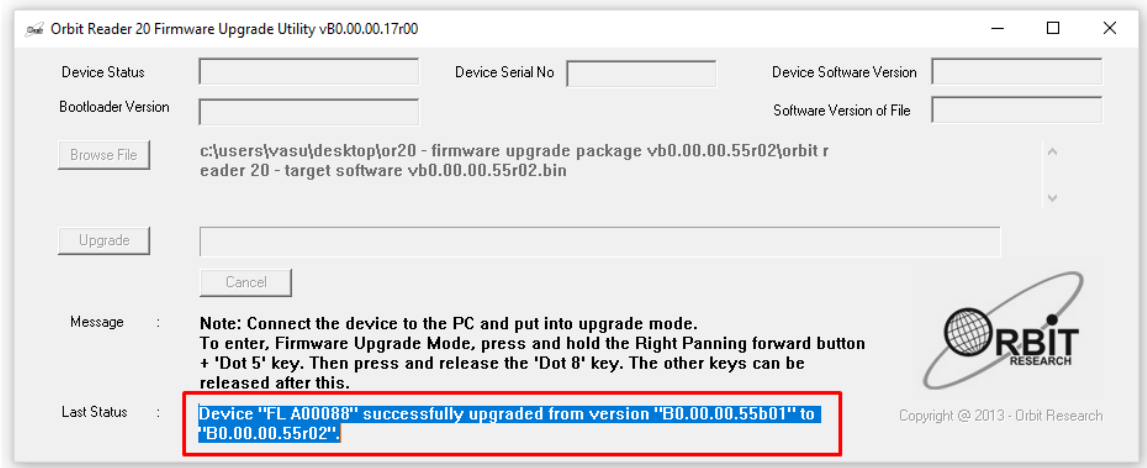 Orbit Reader 20 Firmware Upgrade Utility vB0.00.00.17r00
Device Status
Device Serial No
Device Software Version
Bootloader Version
Software Version of File
Browse File
c:\users\vasu\desktop\or20 - firmware upgrade package vb0.00.00.55r02\orbit r
eader 20 - target software vb0.00.00.55r02.bin
Upgrade
Cancel
Message :
Note: Connect the device to the PC and put into upgrade mode.
To enter, Firmware Upgrade Mode, press and hold the Right Panning forward button
+ 'Dot 5' key. Then press and release the 'Dot 8' key. The other keys can be
released after this.
ORBIT
RESEARCH
Last Status :
Device "FL A00088" successfully upgraded from version "B0.00.00.55b01" to
"B0.00.00.55r02".
Copyright @ 2013 - Orbit Research